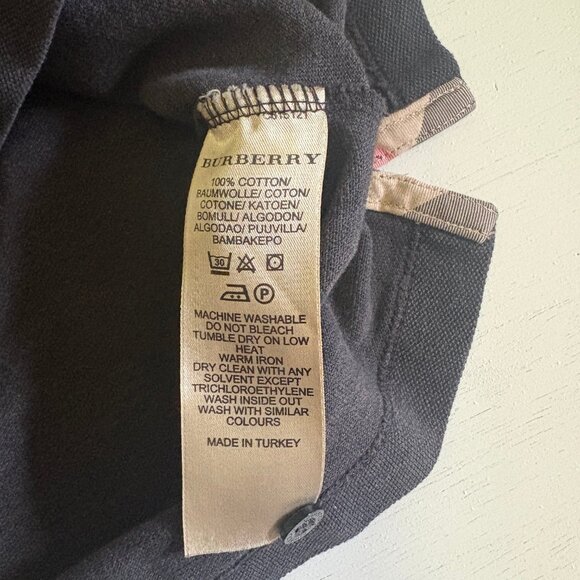 BURBERRY
100% COTTON/
BAUMWOLLE/ COTON/
COTONE/ KATOEN/
BOMULL/ ALGODON/
ALGODAO/ PUUVILLA/
BAMBAKEPO
30
P
MACHINE WASHABLE
DO NOT BLEACH
TUMBLE DRY ON LOW
HEAT
WARM IRON
DRY CLEAN WITH ANY
SOLVENT EXCEPT
TRICHLOROETHYLENE
WASH INSIDE OUT
WASH WITH SIMILAR
COLOURS
MADE IN TURKEY